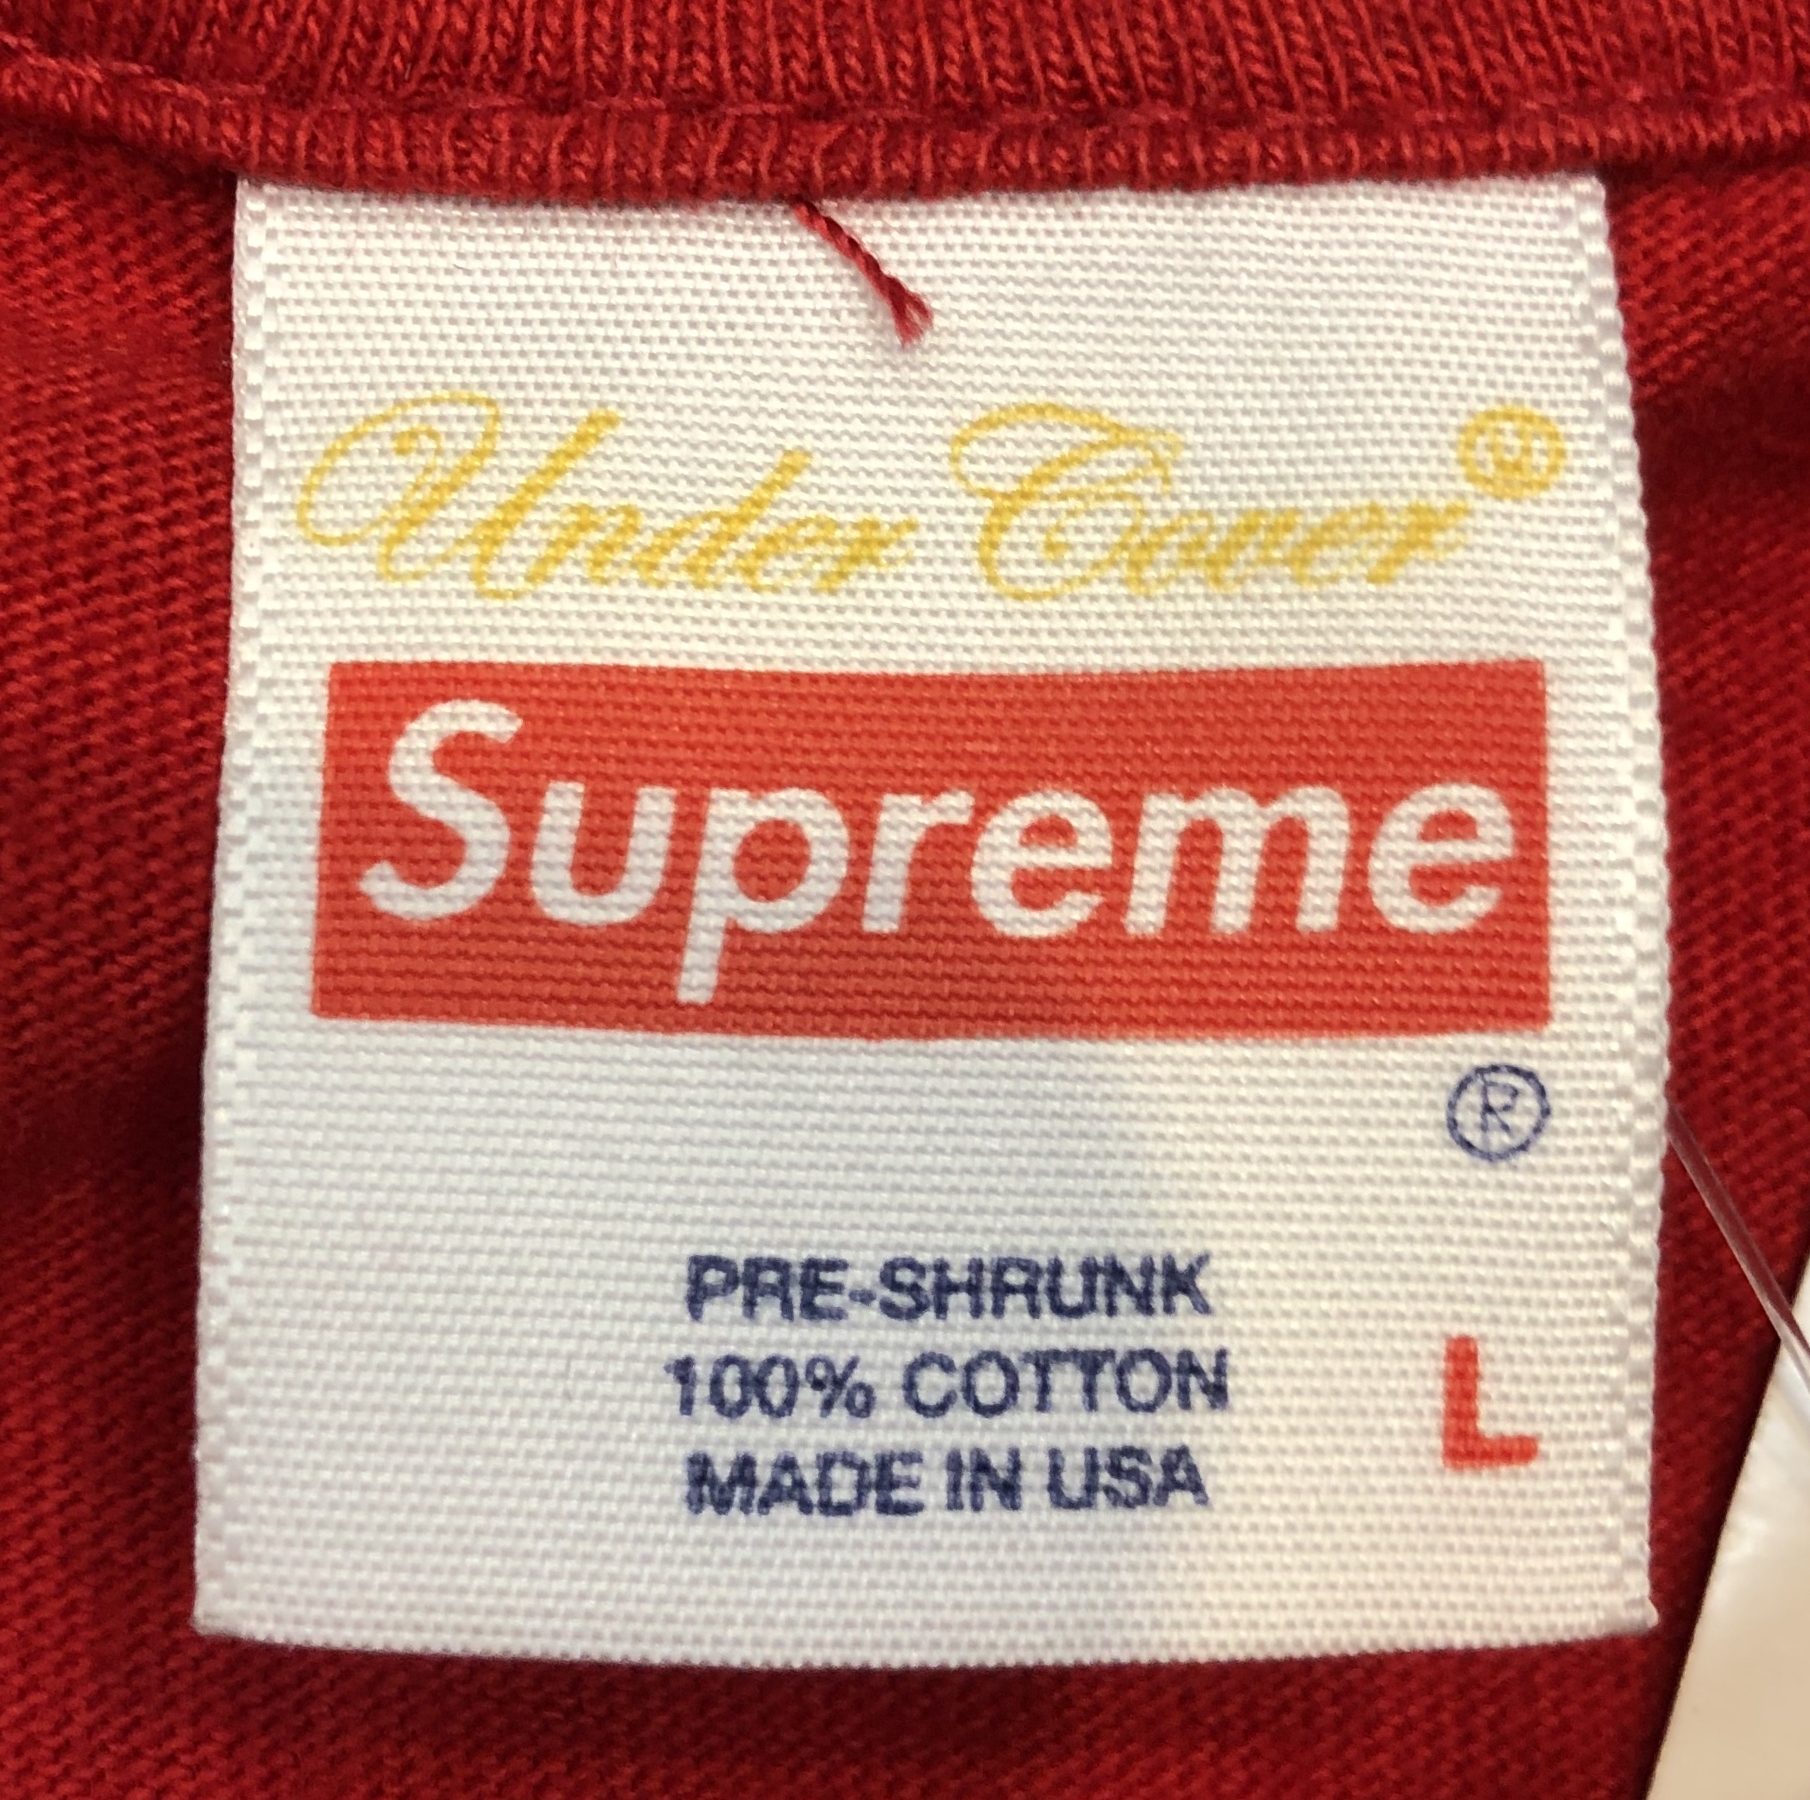 Under Cover Ⓤ
Supreme
®
PRE-SHRUNK
100% COTTON
MADE IN USA
L